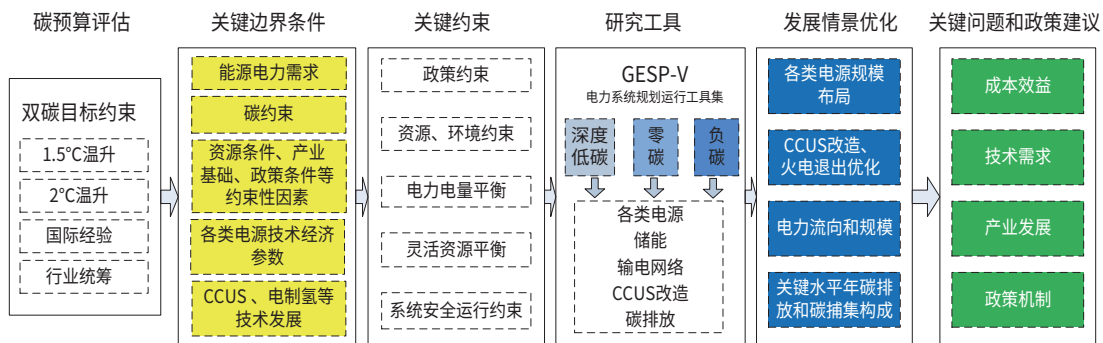 碳预算评估
双碳目标约束
1.5℃温升
2℃温升
国际经验
行业统筹
关键边界条件
能源电力需求
碳约束
资源条件、产业
基础、政策条件等
约束性因素
各类电源技术经济
参数
CCUS 、电制氢等
技术发展
关键约束
政策约束
资源、环境约束
电力电量平衡
灵活资源平衡
系统安全运行约束
研究工具
GESP-V
电力系统规划运行工具集
深度
低碳
零
碳
负
碳
各类电源
储能
输电网络
CCUS改造
碳排放
发展情景优化
各类电源规模
布局
CCUS改造、
火电退出优化
电力流向和规模
关键水平年碳排
放和碳捕集构成
关键问题和政策建议
成本效益
技术需求
产业发展
政策机制